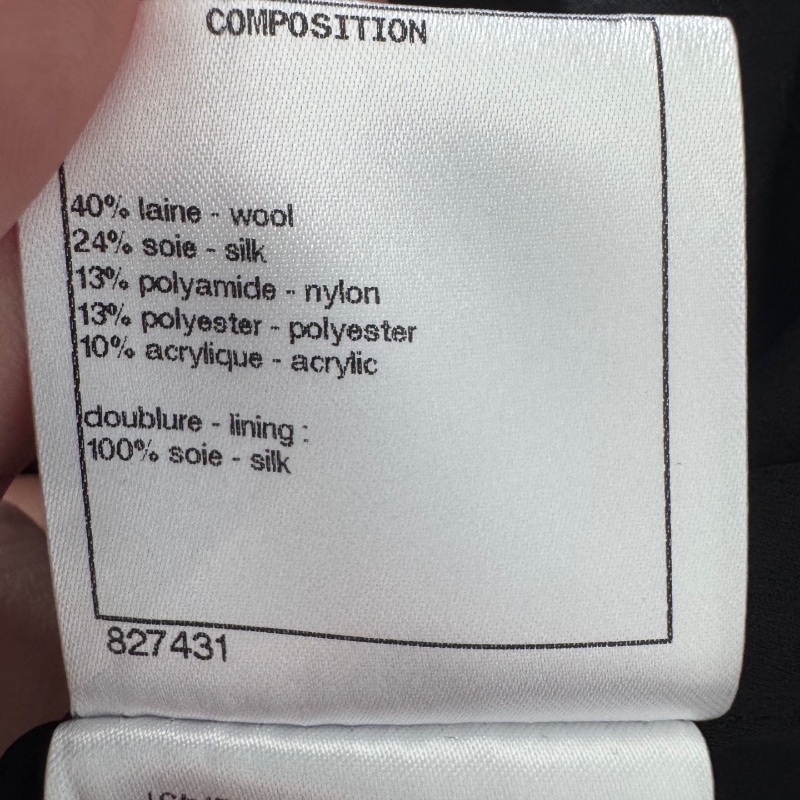 COMPOSITION
40% laine - wool
24% soie - silk
13% polyamide - nylon
13% polyester - polyester
10% acrylique - acrylic
doublure - lining :
100% soie - silk
827431